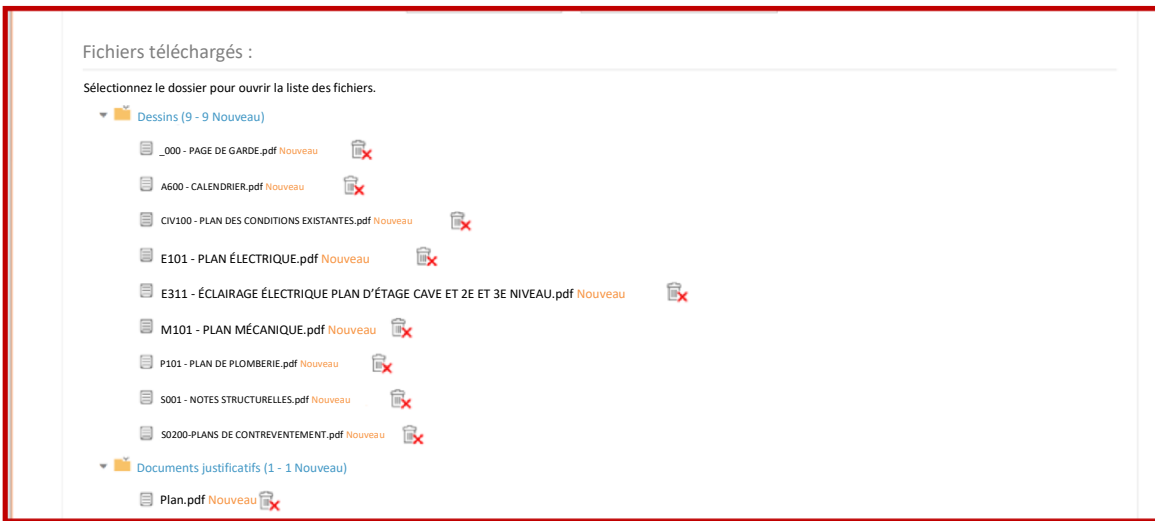 Fichiers téléchargés :
Sélectionnez le dossier pour ouvrir la liste des fichiers.
Dessins (9 - 9 Nouveau)
_000 - PAGE DE GARDE.pdf Nouveau
A600 - CALENDRIER.pdf Nouveau
CIV100 - PLAN DES CONDITIONS EXISTANTES.pdf Nouveau
E101 - PLAN ÉLECTRIQUE.pdf Nouveau
E311 - ÉCLAIRAGE ÉLECTRIQUE PLAN D’ÉTAGE CAVE ET 2E ET 3E NIVEAU.pdf Nouveau
M101 - PLAN MÉCANIQUE.pdf Nouveau
P101 - PLAN DE PLOMBERIE.pdf Nouveau
S001 - NOTES STRUCTURELLES.pdf Nouveau
S0200-PLANS DE CONTREVENTEMENT.pdf Nouveau
Documents justificatifs (1 - 1 Nouveau)
Plan.pdf Nouveau